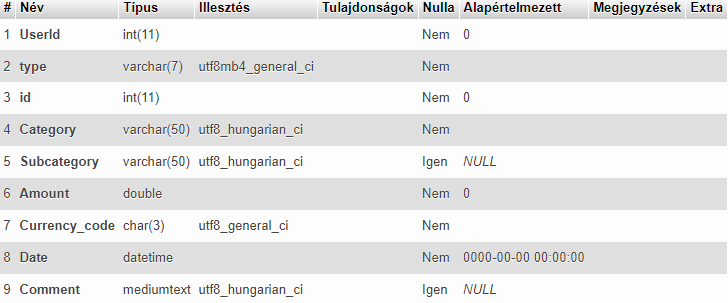 # Név Típus Illesztés Tulajdonságok Nulla Alapértelmezett Megjegyzések Extra
1 UserId int(11) Nem 0
2 type varchar(7) utf8mb4_general_ci Nem
3 id int(11) Nem 0
4 Category varchar(50) utf8_hungarian_ci Nem
5 Subcategory varchar(50) utf8_hungarian_ci Igen NULL
6 Amount double Nem 0
7 Currency_code char(3) utf8_general_ci Nem
8 Date datetime Nem 0000-00-00 00:00:00
9 Comment mediumtext utf8_hungarian_ci Igen NULL